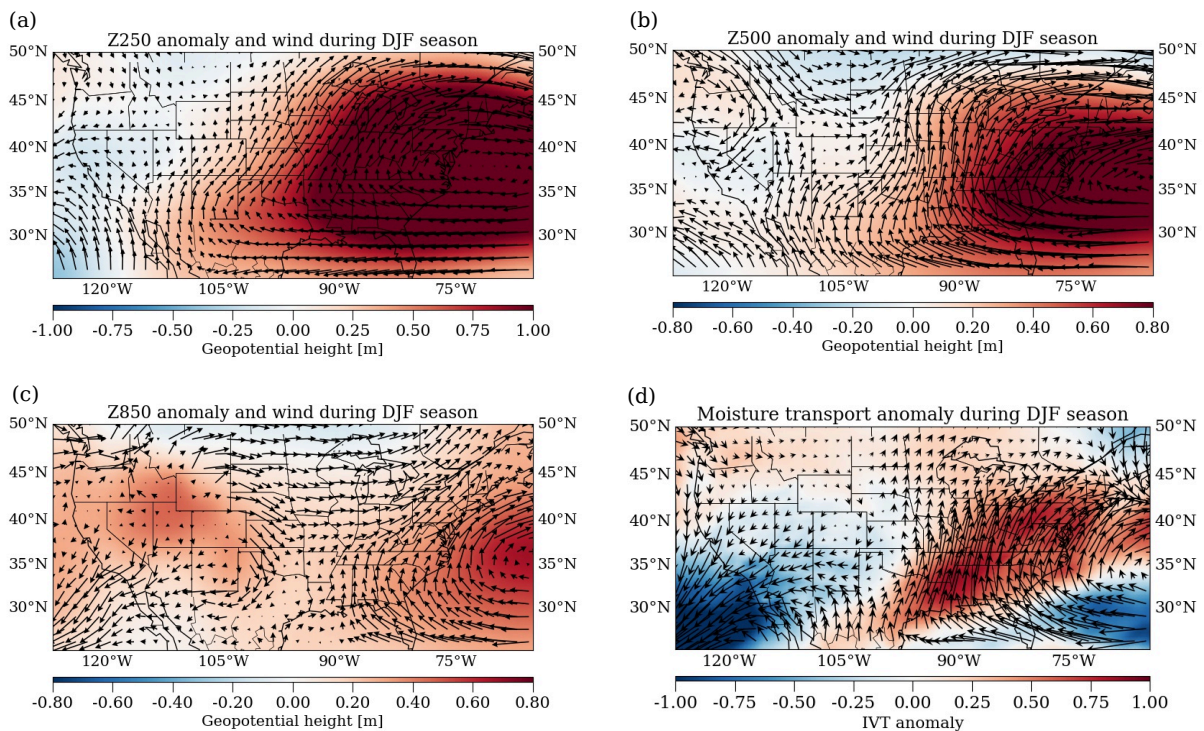 (a)
Z250 anomaly and wind during DJF season
50°N 50°N
45°N 45°N
40°N 40°N
35°N 35°N
30°N 30°N
120°W 105°W 90°W 75°W
-1.00 -0.75 -0.50 -0.25 0.00 0.25 0.50 0.75 1.00
Geopotential height [m]
(b)
Z500 anomaly and wind during DJF season
50°N 50°N
45°N 45°N
40°N 40°N
35°N 35°N
30°N 30°N
120°W 105°W 90°W 75°W
-0.80 -0.60 -0.40 -0.20 0.00 0.20 0.40 0.60 0.80
Geopotential height [m]
(c)
Z850 anomaly and wind during DJF season
50°N 50°N
45°N 45°N
40°N 40°N
35°N 35°N
30°N 30°N
120°W 105°W 90°W 75°W
-0.80 -0.60 -0.40 -0.20 0.00 0.20 0.40 0.60 0.80
Geopotential height [m]
(d)
Moisture transport anomaly during DJF season
50°N 50°N
45°N 45°N
40°N 40°N
35°N 35°N
30°N 30°N
120°W 105°W 90°W 75°W
-1.00 -0.75 -0.50 -0.25 0.00 0.25 0.50 0.75 1.00
IVT anomaly